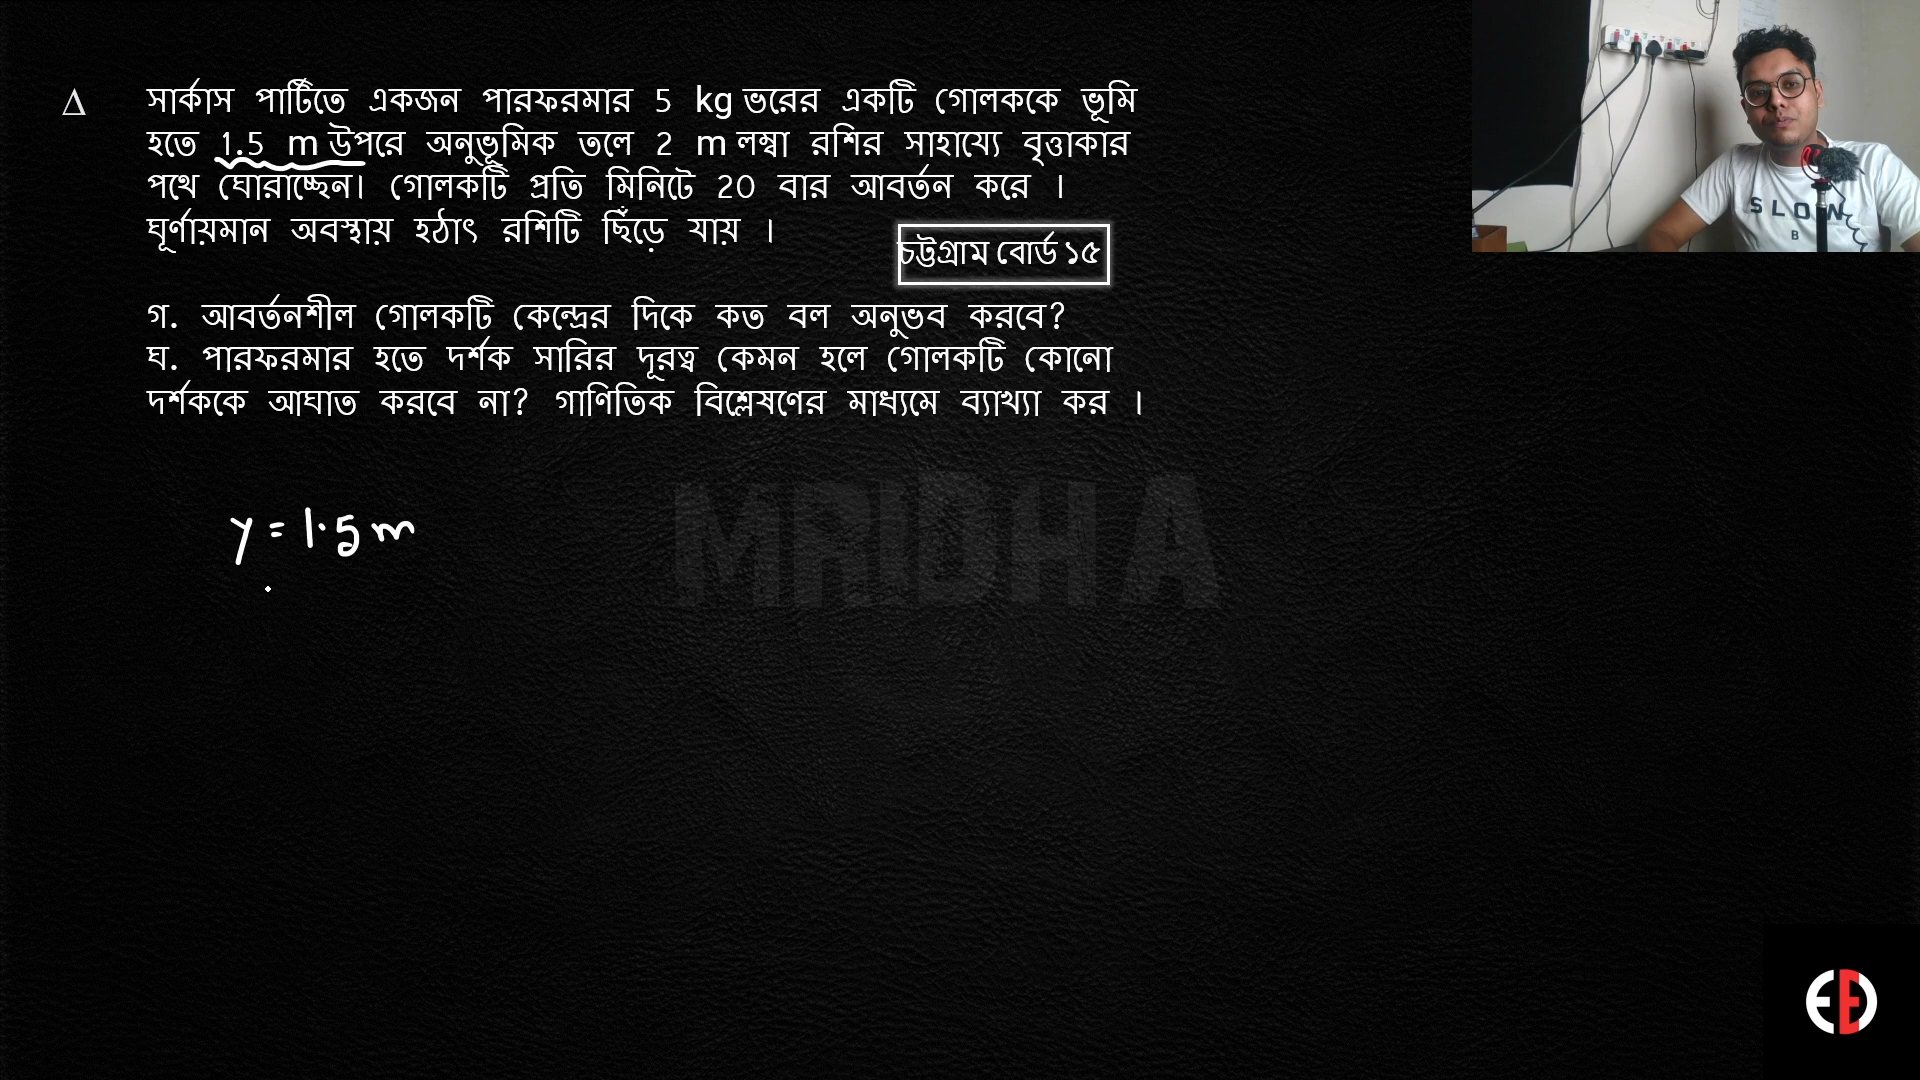 Δ সার্কাস পার্টিতে একজন পারফরমার 5 kg ভরের একটি গোলককে ভূমি
হতে 1.5 m উপরে অনুভূমিক তলে 2 m লম্বা রশির সাহায্যে বৃত্তাকার
পথে ঘোরাচ্ছেন। গোলকটি প্রতি মিনিটে 20 বার আবর্তন করে ।
ঘূর্ণায়মান অবস্থায় হঠাৎ রশিটি ছিঁড়ে যায় ।
চট্টগ্রাম বোর্ড ১৫
গ. আবর্তনশীল গোলকটি কেন্দ্রের দিকে কত বল অনুভব করবে?
ঘ. পারফরমার হতে দর্শক সারির দূরত্ব কেমন হলে গোলকটি কোনো
দর্শককে আঘাত করবে না? গাণিতিক বিশ্লেষণের মাধ্যমে ব্যাখ্যা কর ।
y = 1.5 m
MRIDHA
SLOW
B